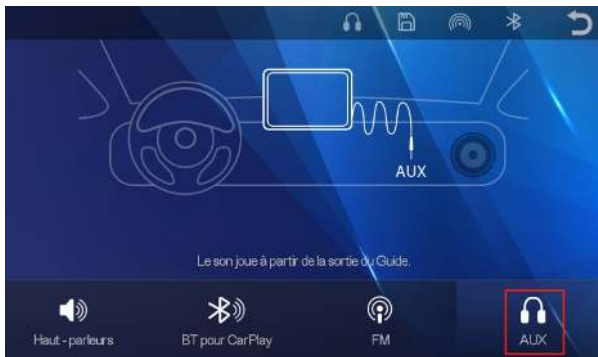 AUX
Le son joue à partir de la sortie du Guide.
Haut-parleurs
BT pour CarPlay
FM
AUX